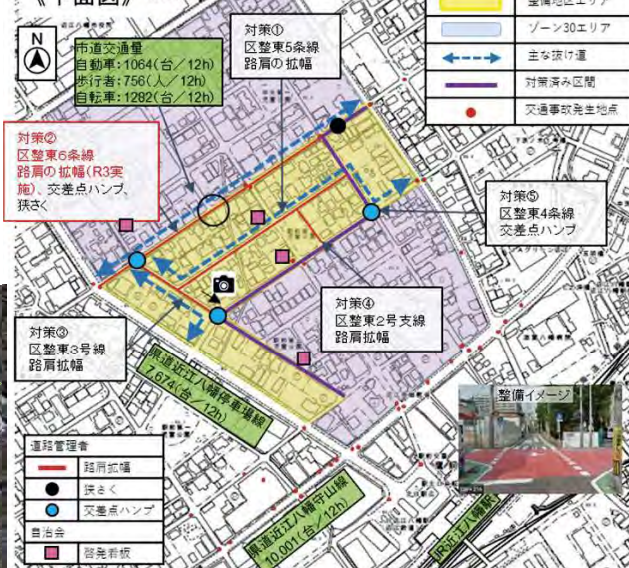 《平面図》
整備地区エリア
ゾーン30エリア
主な抜け道
対策済み区間
交通事故発生地点
N
市道交通量
自動車:1064(台/12h)
歩行者:756(人/12h)
自転車:1282(台/12h)
対策①
区整東5条線
路肩の拡幅
対策②
区整東6条線
路肩の拡幅(R3実
施)、交差点ハンプ、
狭さく
対策⑤
区整東4条線
交差点ハンプ
対策④
区整東2号支線
路肩拡幅
対策③
区整東3号線
路肩拡幅
県道近江八幡停車場線
7,674(台/12h)
整備イメージ
道路管理者
路肩拡幅
狭さく
交差点ハンプ
自治会
啓発看板
県道近江八幡守山線
10,001(台/12h)
JR近江八幡駅